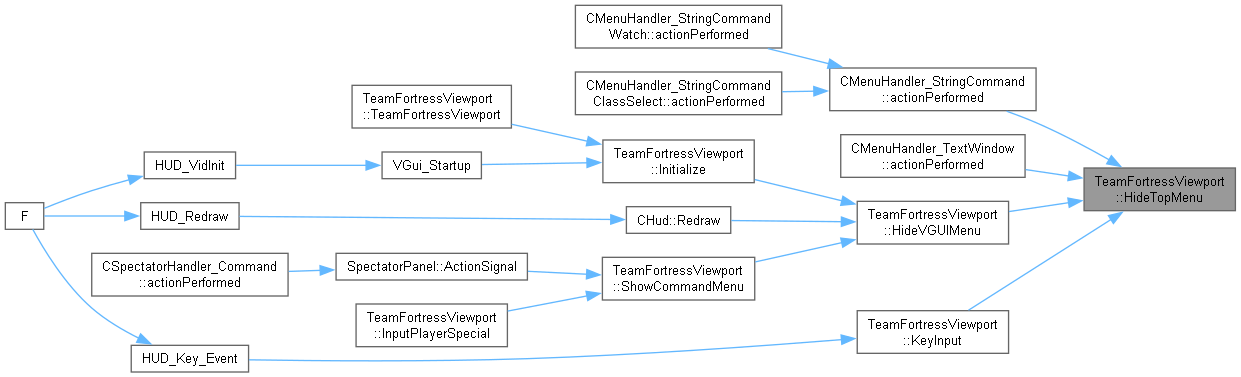 CMenuHandler_StringCommand
Watch::actionPerformed
CMenuHandler_StringCommand
::actionPerformed
CMenuHandler_StringCommand
ClassSelect::actionPerformed
TeamFortressViewport
::TeamFortressViewport
CMenuHandler_TextWindow
::actionPerformed
HUD_VidInit
VGui_Startup
TeamFortressViewport
::Initialize
TeamFortressViewport
::HideTopMenu
F
HUD_Redraw
CHud::Redraw
TeamFortressViewport
::HideVGUIMenu
CSpectatorHandler_Command
::actionPerformed
SpectatorPanel::ActionSignal
TeamFortressViewport
::ShowCommandMenu
TeamFortressViewport
::InputPlayerSpecial
TeamFortressViewport
::KeyInput
HUD_Key_Event